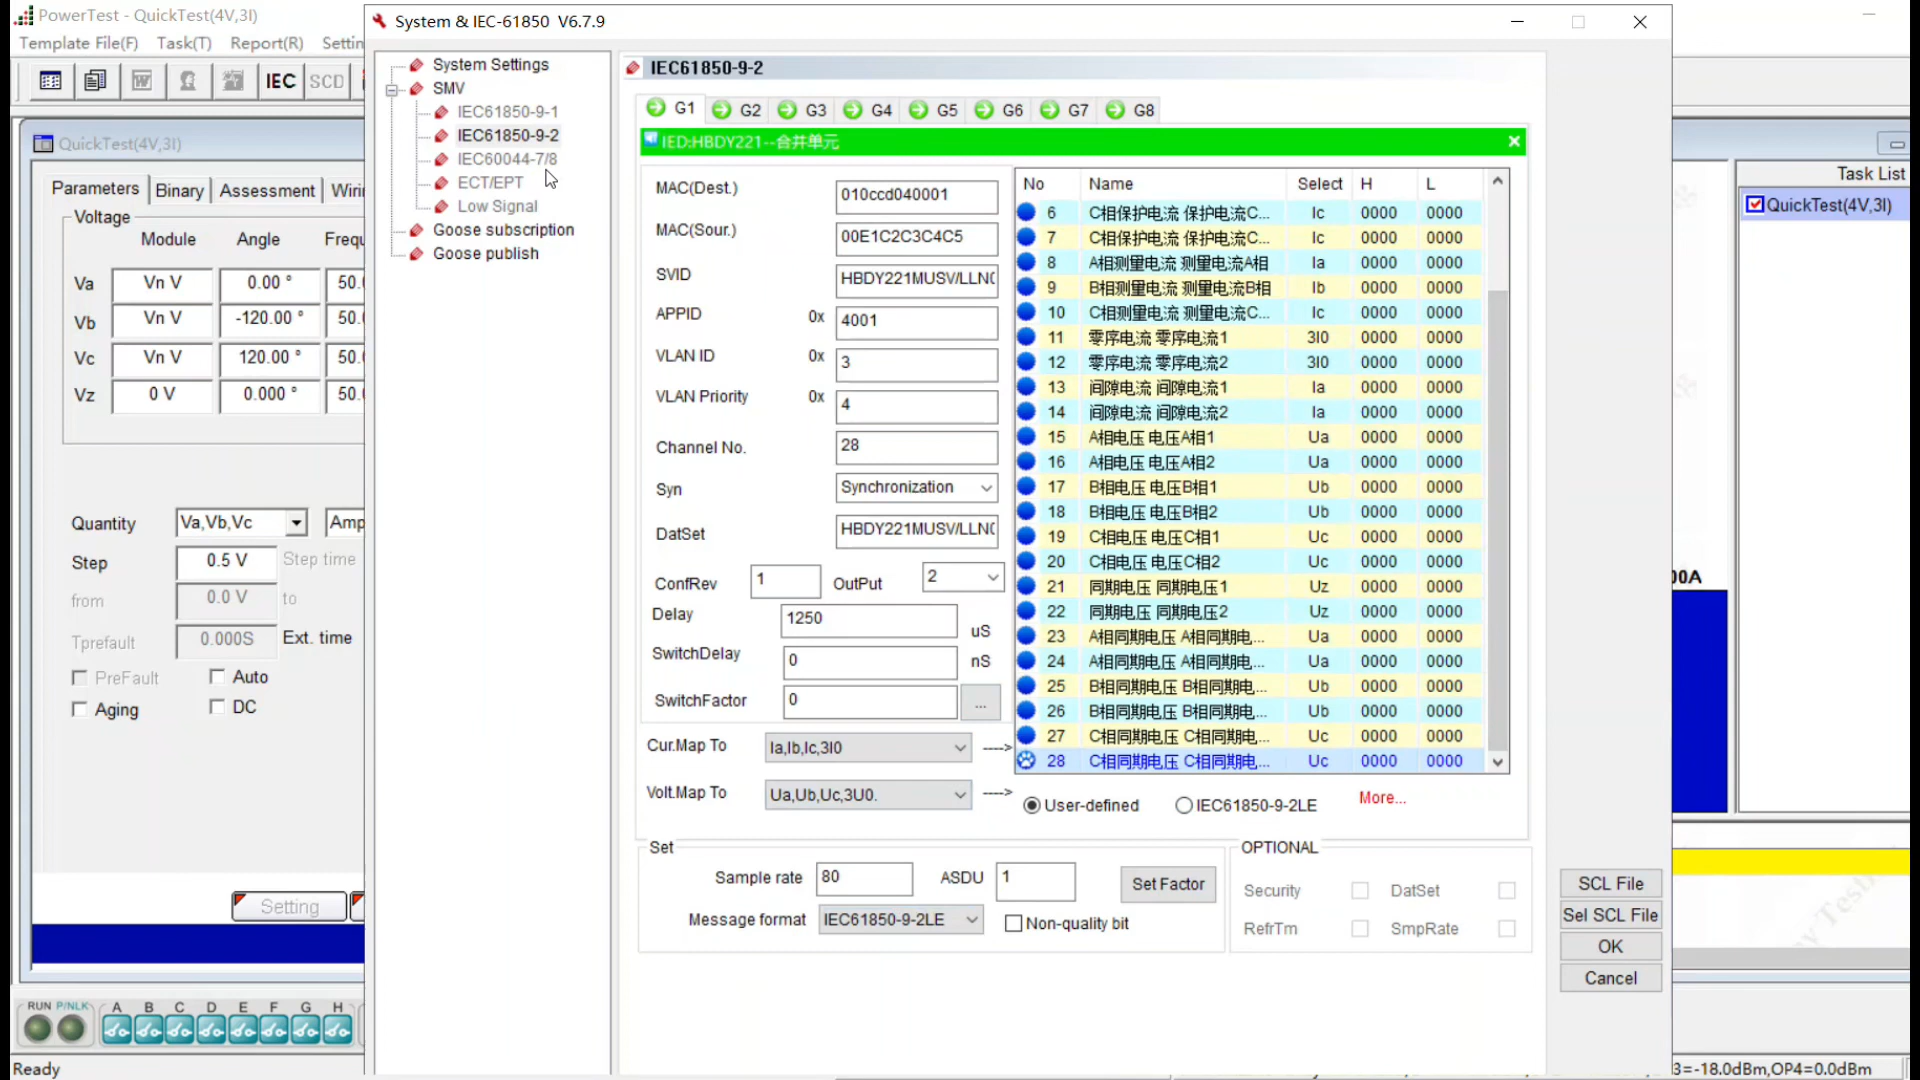 PowerTest - QuickTest(4V,3I)
System & IEC-61850 V6.7.9
Template File(F) Task(T) Report(R) Settin
IEC SCD
QuickTest(4V,3I)
Parameters Binary Assessment Wiri
Voltage
Module Angle Frequ
Va Vn V 0.00 ° 50.
Vb Vn V -120.00 ° 50.
Vc Vn V 120.00 ° 50.
Vz 0 V 0.000 ° 50.
Quantity Va,Vb,Vc Amp
Step 0.5 V Step time
from 0.0 V to
Tprefault 0.000S Ext. time
PreFault Auto
Aging DC
Setting
RUN P/NLK A B C D E F G H
Ready
System Settings
SMV
IEC61850-9-1
IEC61850-9-2
IEC60044-7/8
ECT/EPT
Low Signal
Goose subscription
Goose publish
IEC61850-9-2
G1 G2 G3 G4 G5 G6 G7 G8
IED:HBDY221--合并单元
MAC(Dest.) 010ccd040001
MAC(Sour.) 00E1C2C3C4C5
SVID HBDY221MUSV/LLN0
APPID 0x 4001
VLAN ID 0x 3
VLAN Priority 0x 4
Channel No. 28
Syn Synchronization
DatSet HBDY221MUSV/LLN0
ConfRev 1 OutPut 2
Delay 1250 uS
SwitchDelay 0 nS
SwitchFactor 0 ...
Cur.Map To Ia,Ib,Ic,3I0 ---->
Volt.Map To Ua,Ub,Uc,3U0. ---->
No Name Select H L
6 C相保护电流 保护电流C... Ic 0000 0000
7 C相保护电流 保护电流C... Ic 0000 0000
8 A相测量电流 测量电流A相 Ia 0000 0000
9 B相测量电流 测量电流B相 Ib 0000 0000
10 C相测量电流 测量电流C... Ic 0000 0000
11 零序电流 零序电流1 3I0 0000 0000
12 零序电流 零序电流2 3I0 0000 0000
13 间隙电流 间隙电流1 Ia 0000 0000
14 间隙电流 间隙电流2 Ia 0000 0000
15 A相电压 电压A相1 Ua 0000 0000
16 A相电压 电压A相2 Ua 0000 0000
17 B相电压 电压B相1 Ub 0000 0000
18 B相电压 电压B相2 Ub 0000 0000
19 C相电压 电压C相1 Uc 0000 0000
20 C相电压 电压C相2 Uc 0000 0000
21 同期电压 同期电压1 Uz 0000 0000
22 同期电压 同期电压2 Uz 0000 0000
23 A相同期电压 A相同期电... Ua 0000 0000
24 A相同期电压 A相同期电... Ua 0000 0000
25 B相同期电压 B相同期电... Ub 0000 0000
26 B相同期电压 B相同期电... Ub 0000 0000
27 C相同期电压 C相同期电... Uc 0000 0000
28 C相同期电压 C相同期电... Uc 0000 0000
User-defined IEC61850-9-2LE More...
Set
Sample rate 80 ASDU 1 Set Factor
Message format IEC61850-9-2LE Non-quality bit
OPTIONAL
Security DatSet
RefrTm SmpRate
SCL File
Sel SCL File
OK
Cancel
Task List
QuickTest(4V,3I)
00A
3=-18.0dBm,OP4=0.0dBm